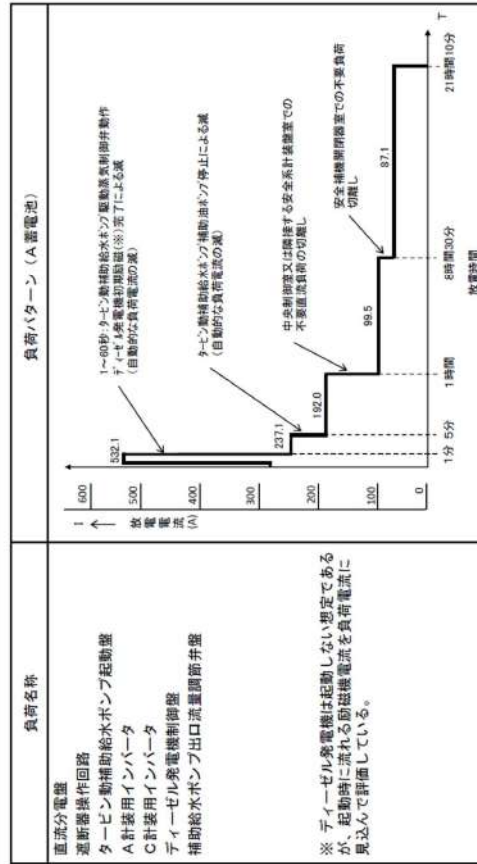 負荷名称
直流分電盤
遮断器操作回路
タービン動補助給水ポンプ起動盤
A計装用インバータ
C計装用インバータ
ディーゼル発電機制御盤
補助給水ポンプ出口流量調節弁盤
※ ディーゼル発電機は起動しない想定である
が、起動時に流れる励磁機電流を負荷電流に
見込んで評価している。
負荷パターン(A蓄電池)
1~60秒:タービン動補助給水ポンプ駆動蒸気制御弁動作
ディーゼル発電機初期励磁(※)完了による減
(自動的な負荷電流の減)
タービン動補助給水ポンプ補助油ポンプ停止による減
(自動的な負荷電流の減)
中央制御室又は隣接する安全系計装盤室での
不要直流負荷の切離し
安全補機開閉器室での不要負荷
切離し
I
放電電流
(A)
600
500
400
300
200
100
0
532.1
237.1
192.0
99.5
87.1
1分
5分
1時間
8時間30分
21時間10分
T
放電時間